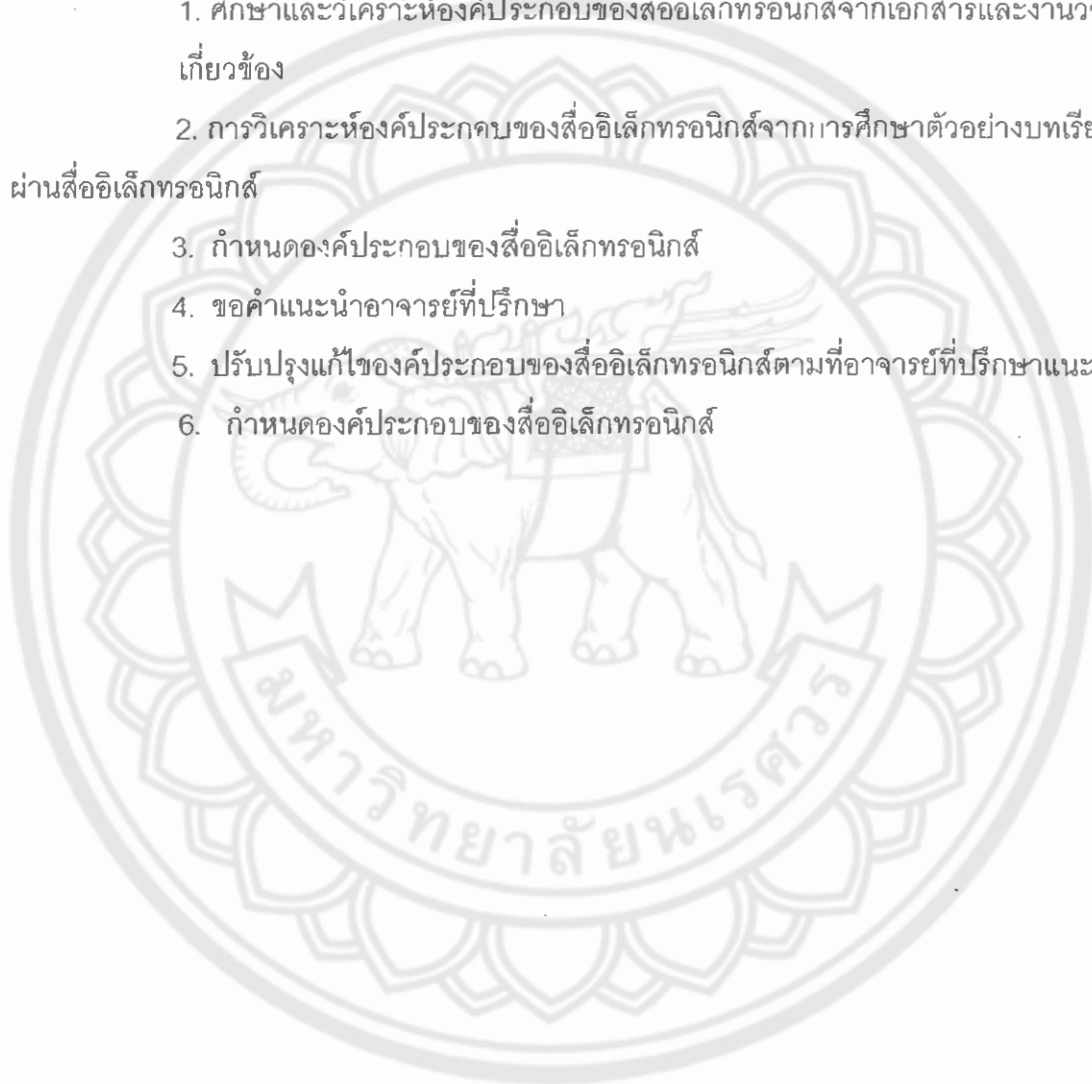 1. ศึกษาและวิเคราะห์องค์ประกอบของสื่ออิเล็กทรอนิกส์จากเอกสารและงานวิ
เกี่ยวข้อง
2. การวิเคราะห์องค์ประกอบของสื่ออิเล็กทรอนิกส์จากการศึกษาตัวอย่างบทเรีย
ผ่านสื่ออิเล็กทรอนิกส์
3. กำหนดองค์ประกอบของสื่ออิเล็กทรอนิกส์
4. ขอคำแนะนำอาจารย์ที่ปรึกษา
5. ปรับปรุงแก้ไของค์ประกอบของสื่ออิเล็กทรอนิกส์ตามที่อาจารย์ที่ปรึกษาแนะ
6. กำหนดองค์ประกอบของสื่ออิเล็กทรอนิกส์
มหาวิทยาลัยนเรศวร